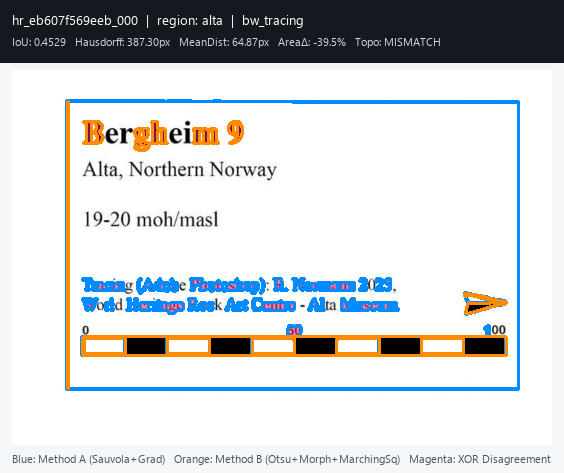 hr_eb607f569eeb_000 | region: alta | bw_tracing
IoU: 0.4529 Hausdorff: 387.30px MeanDist: 64.87px AreaΔ: -39.5% Topo: MISMATCH
Bergheim 9
Alta, Northern Norway
19-20 moh/masl
Tracing (Adobe Photoshop): R. Normann 2023,
World Heritage Rock Art Centre - Alta Museum.
0 50 100
Blue: Method A (Sauvola+Grad) Orange: Method B (Otsu+Morph+MarchingSq) Magenta: XOR Disagreement